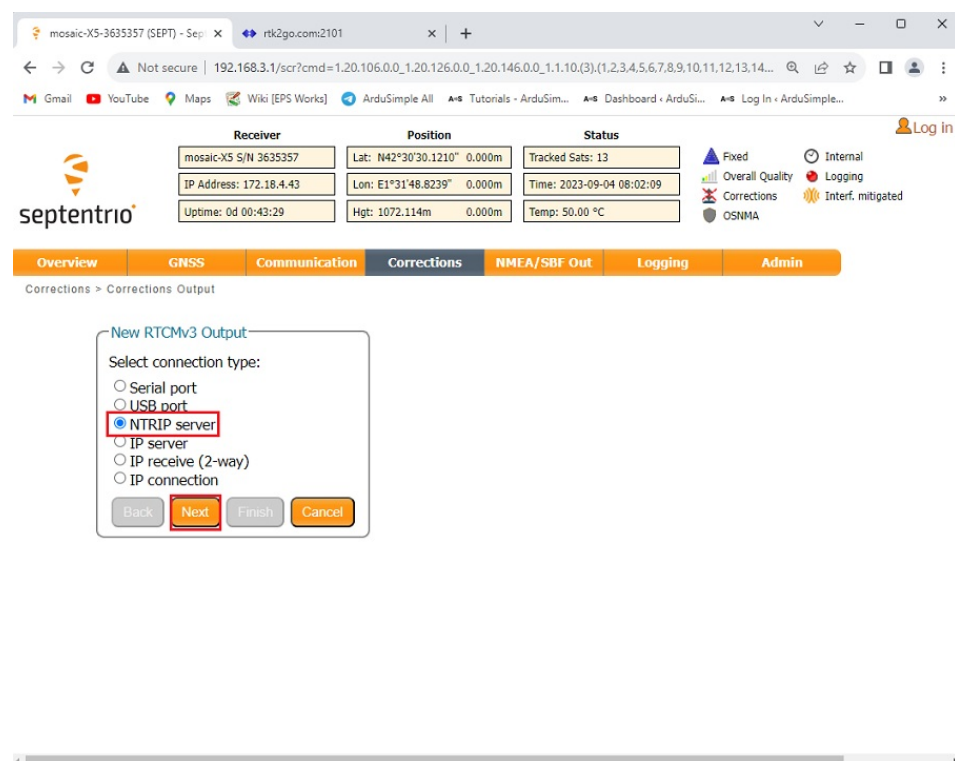 mosaic-X5-3635357 (SEPT) - Sep
rtk2go.com:2101
Not secure | 192.168.3.1/scr?cmd=1.20.106.0.0_1.20.126.0.0_1.20.146.0.0_1.1.10.(3).(1,2,3,4,5,6,7,8,9,10,11,12,13,14...
Gmail YouTube Maps Wiki [EPS Works] ArduSimple All Tutorials - ArduSim... Dashboard ‹ ArduSi... Log In ‹ ArduSimple... »
Log in
Receiver Position Status
mosaic-X5 S/N 3635357 Lat: N42°30'30.1210" 0.000m Tracked Sats: 13 Fixed Internal
IP Address: 172.18.4.43 Lon: E1°31'48.8239" 0.000m Time: 2023-09-04 08:02:09 Overall Quality Logging
Corrections Interf. mitigated
septentrio Uptime: 0d 00:43:29 Hgt: 1072.114m 0.000m Temp: 50.00 °C OSNMA
Overview GNSS Communication Corrections NMEA/SBF Out Logging Admin
Corrections > Corrections Output
New RTCMv3 Output
Select connection type:
Serial port
USB port
NTRIP server
IP server
IP receive (2-way)
IP connection
Back Next Finish Cancel